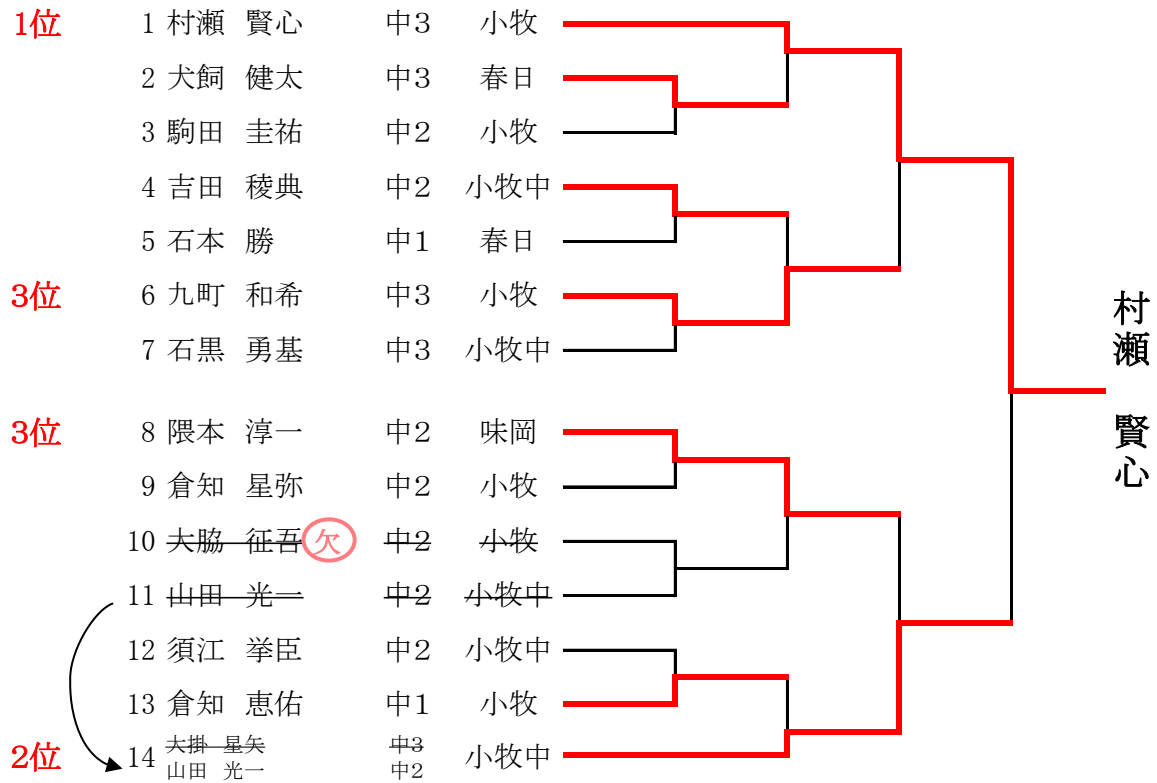 1位 1 村瀬 賢心 中3 小牧
2 犬飼 健太 中3 春日
3 駒田 圭祐 中2 小牧
4 吉田 稜典 中2 小牧中
5 石本 勝 中1 春日
3位 6 九町 和希 中3 小牧
7 石黒 勇基 中3 小牧中
3位 8 隈本 淳一 中2 味岡
9 倉知 星弥 中2 小牧
10 大脇 征吾 欠 中2 小牧
11 山田 光一 中2 小牧中
12 須江 挙臣 中2 小牧中
13 倉知 恵佑 中1 小牧
2位 14 大掛 星矢 中3 小牧中
山田 光一 中2
村瀬 賢心